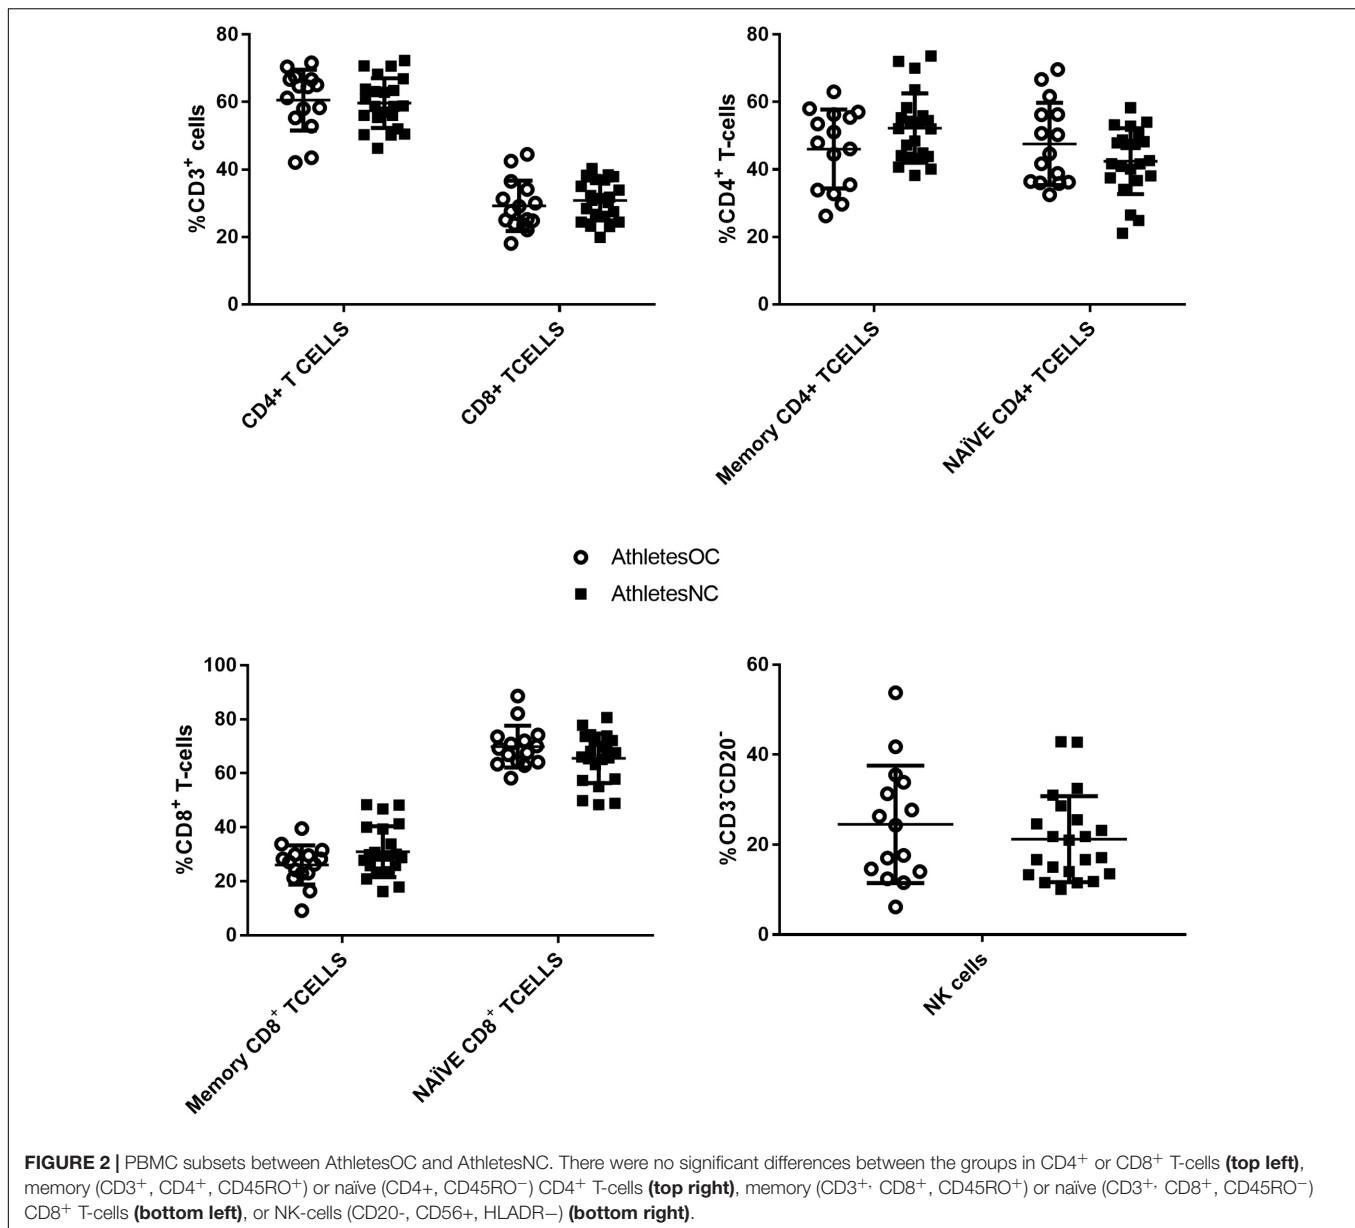 80
60
40
20
0
%CD3⁺ cells
CD4+ T CELLS
CD8+ TCELLS
80
60
40
20
0
%CD4⁺ T-cells
Memory CD4+ TCELLS
NAÏVE CD4+ TCELLS
AthletesOC
AthletesNC
100
80
60
40
20
0
%CD8⁺ T-cells
Memory CD8⁺ TCELLS
NAÏVE CD8⁺ TCELLS
60
40
20
0
%CD3⁻CD20⁻
NK cells
FIGURE 2 | PBMC subsets between AthletesOC and AthletesNC. There were no significant differences between the groups in CD4⁺ or CD8⁺ T-cells (top left),
memory (CD3⁺, CD4⁺, CD45RO⁺) or naïve (CD4+, CD45RO⁻) CD4⁺ T-cells (top right), memory (CD3⁺, CD8⁺, CD45RO⁺) or naïve (CD3⁺, CD8⁺, CD45RO⁻)
CD8⁺ T-cells (bottom left), or NK-cells (CD20-, CD56+, HLADR−) (bottom right).